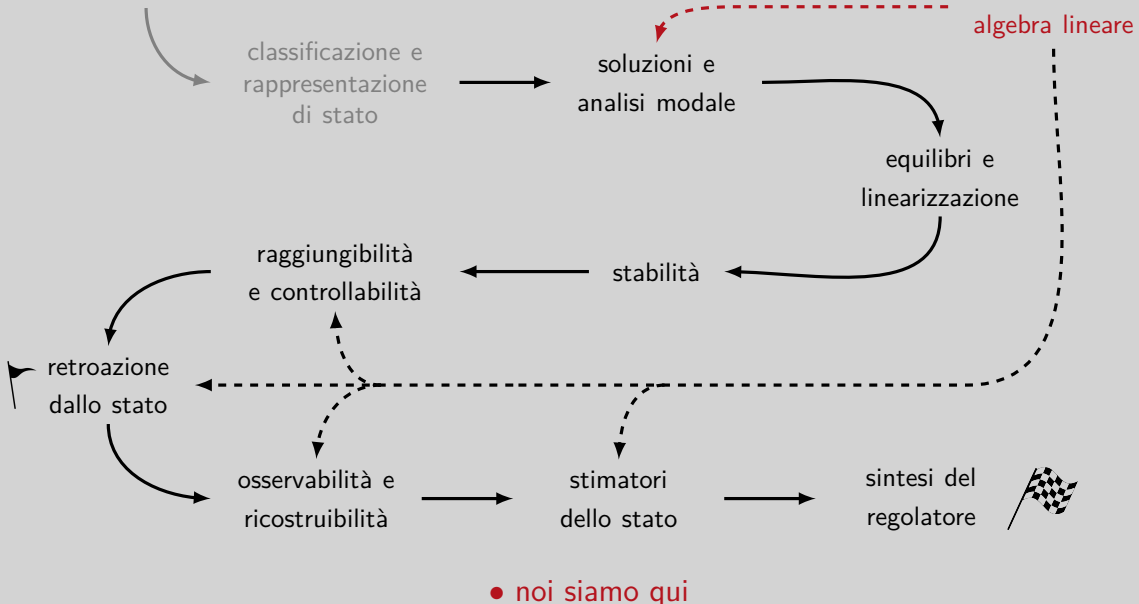 algebra lineare
classificazione e
rappresentazione
di stato
soluzioni e
analisi modale
equilibri e
linearizzazione
stabilità
raggiungibilità
e controllabilità
retroazione
dallo stato
osservabilità e
ricostruibilità
stimatori
dello stato
sintesi del
regolatore
• noi siamo qui